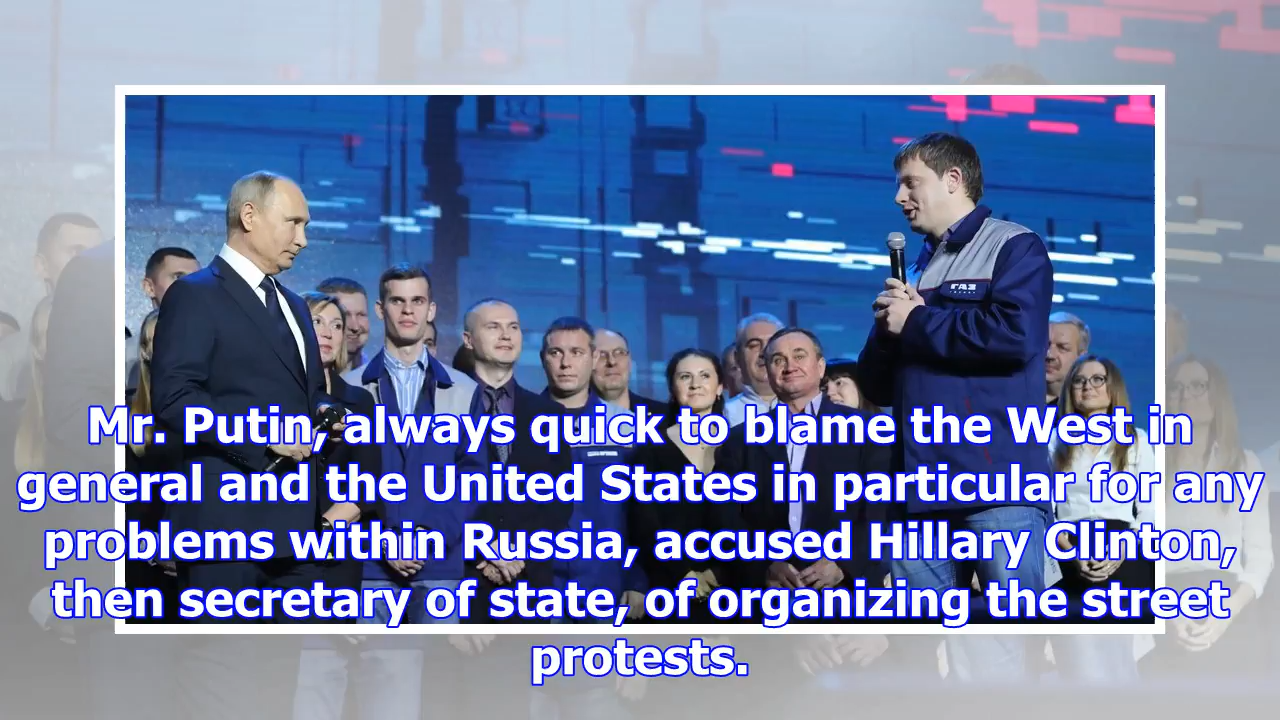 ГАЗ
Mr. Putin, always quick to blame the West in
general and the United States in particular for any
problems within Russia, accused Hillary Clinton,
then secretary of state, of organizing the street
protests.